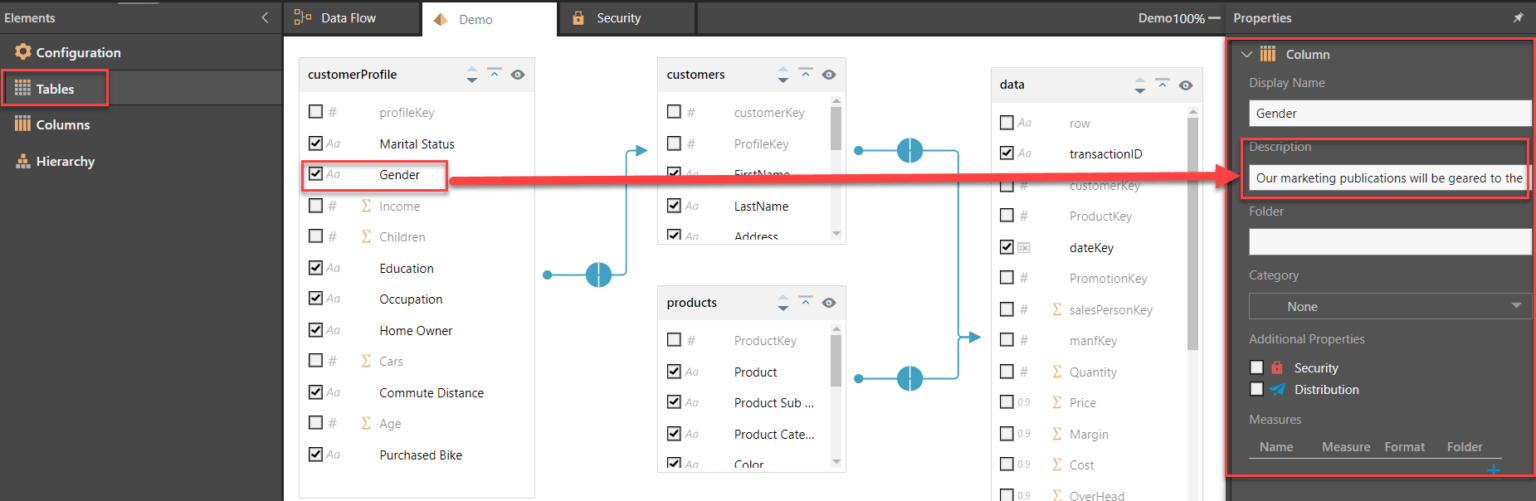 Elements
Configuration
Tables
Columns
Hierarchy
Data Flow
Demo
Security
Demo100%
customerProfile
# profileKey
Aa Marital Status
Aa Gender
# Σ Income
# Σ Children
Aa Education
Aa Occupation
Aa Home Owner
# Σ Cars
Aa Commute Distance
# Σ Age
Aa Purchased Bike
customers
# customerKey
# ProfileKey
Aa FirstName
Aa LastName
Aa Address
products
# ProductKey
Aa Product
Aa Product Sub ...
Aa Product Cate...
Aa Color
data
Aa row
Aa transactionID
# customerKey
# ProductKey
dateKey
# PromotionKey
# Σ salesPersonKey
# manfKey
# Σ Quantity
0.9 Σ Price
0.9 Σ Margin
0.9 Σ Cost
0.9 Σ OverHead
Properties
Column
Display Name
Gender
Description
Our marketing publications will be geared to the
Folder
Category
None
Additional Properties
Security
Distribution
Measures
Name Measure Format Folder